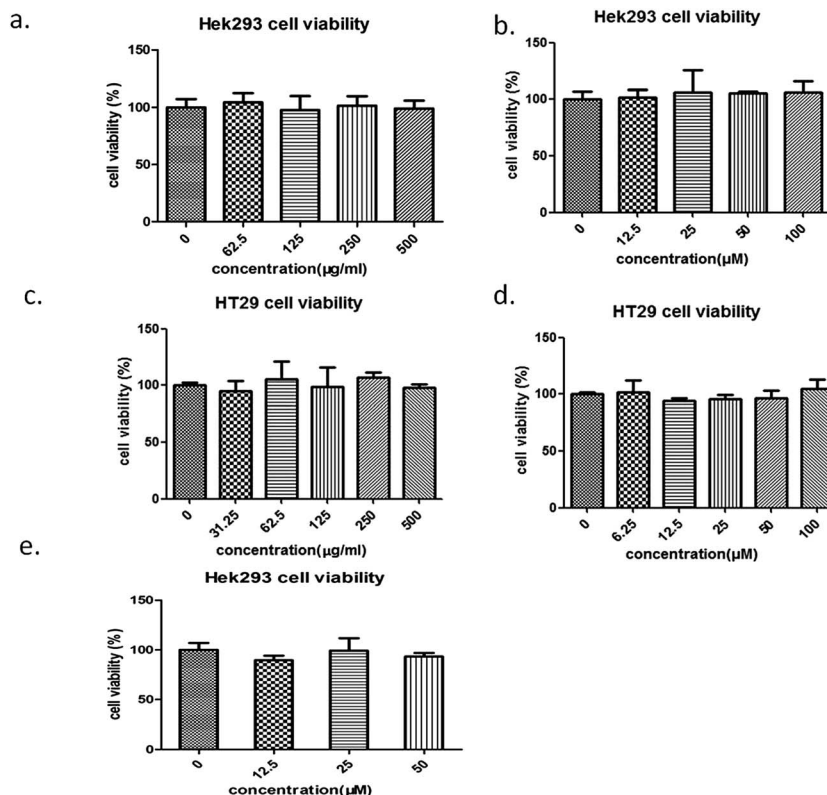 a.
Hek293 cell viability
cell viability (%)
150
100
50
0
0 62.5 125 250 500
concentration(µg/ml)
b.
Hek293 cell viability
cell viability (%)
150
100
50
0
0 12.5 25 50 100
concentration(µM)
c.
HT29 cell viability
cell viability (%)
150
100
50
0
0 31.25 62.5 125 250 500
concentration(µg/ml)
d.
HT29 cell viability
cell viability (%)
150
100
50
0
0 6.25 12.5 25 50 100
concentration(µM)
e.
Hek293 cell viability
cell viability (%)
150
100
50
0
0 12.5 25 50
concentration(µM)